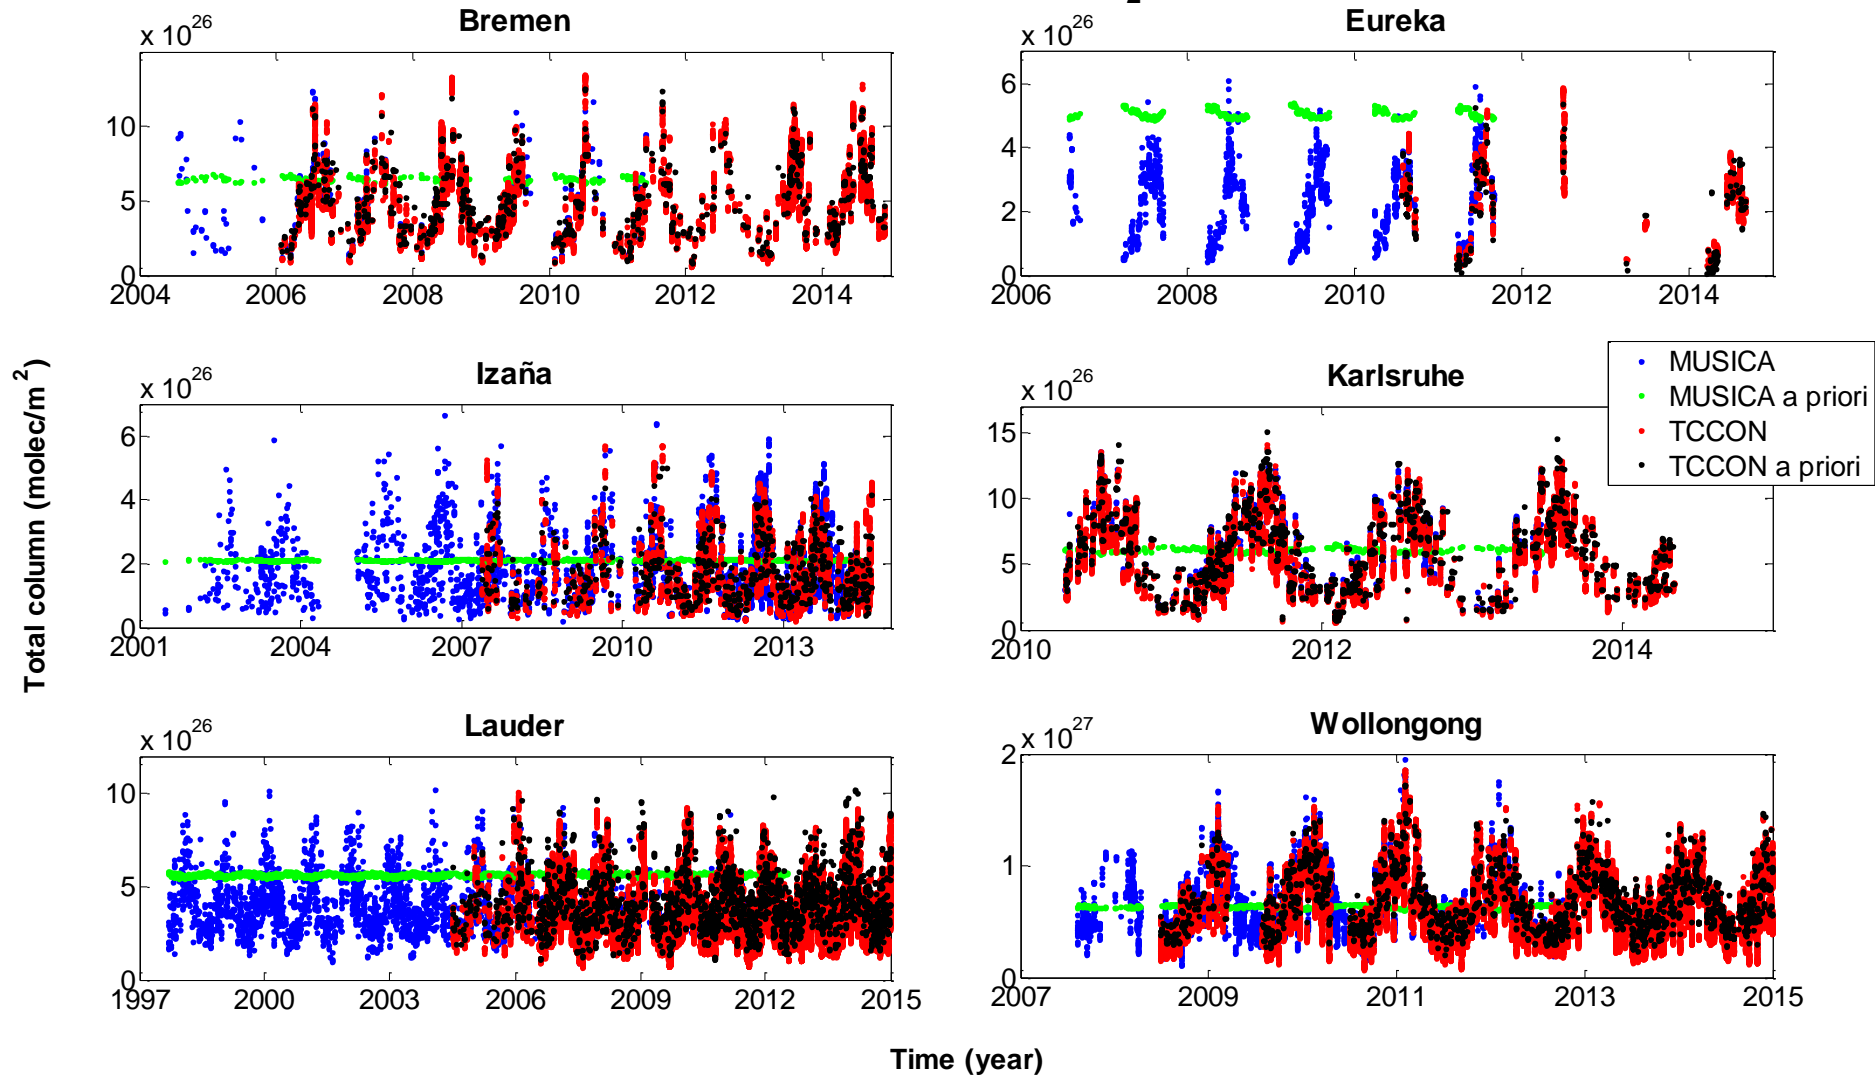 2
Bremen
x 10^26
10
5
0
2004 2006 2008 2010 2012 2014
Eureka
x 10^26
6
4
2
0
2006 2008 2010 2012 2014
Total column (molec/m^2)
Izaña
x 10^26
6
4
2
0
2001 2004 2007 2010 2013
Karlsruhe
x 10^26
15
10
5
0
2010 2012 2014
MUSICA
MUSICA a priori
TCCON
TCCON a priori
Lauder
x 10^26
10
5
0
1997 2000 2003 2006 2009 2012 2015
Wollongong
x 10^27
2
1
0
2007 2009 2011 2013 2015
Time (year)